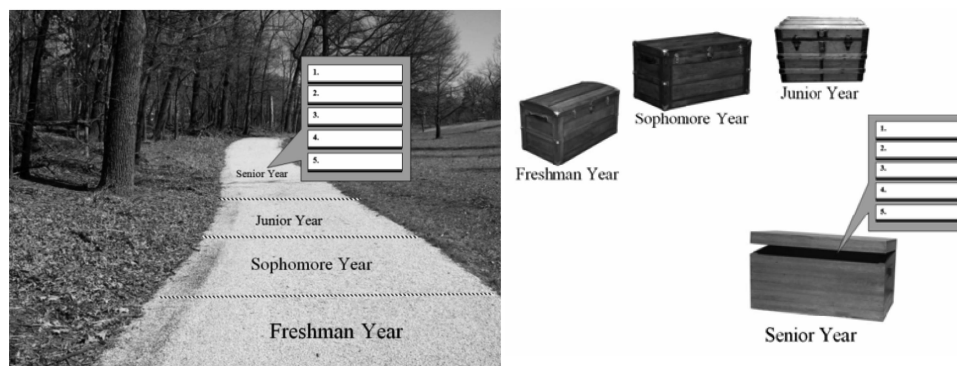 1.
2.
3.
4.
5.
Senior Year
Junior Year
Sophomore Year
Freshman Year
Junior Year
Sophomore Year
Freshman Year
1.
2.
3.
4.
5.
Senior Year